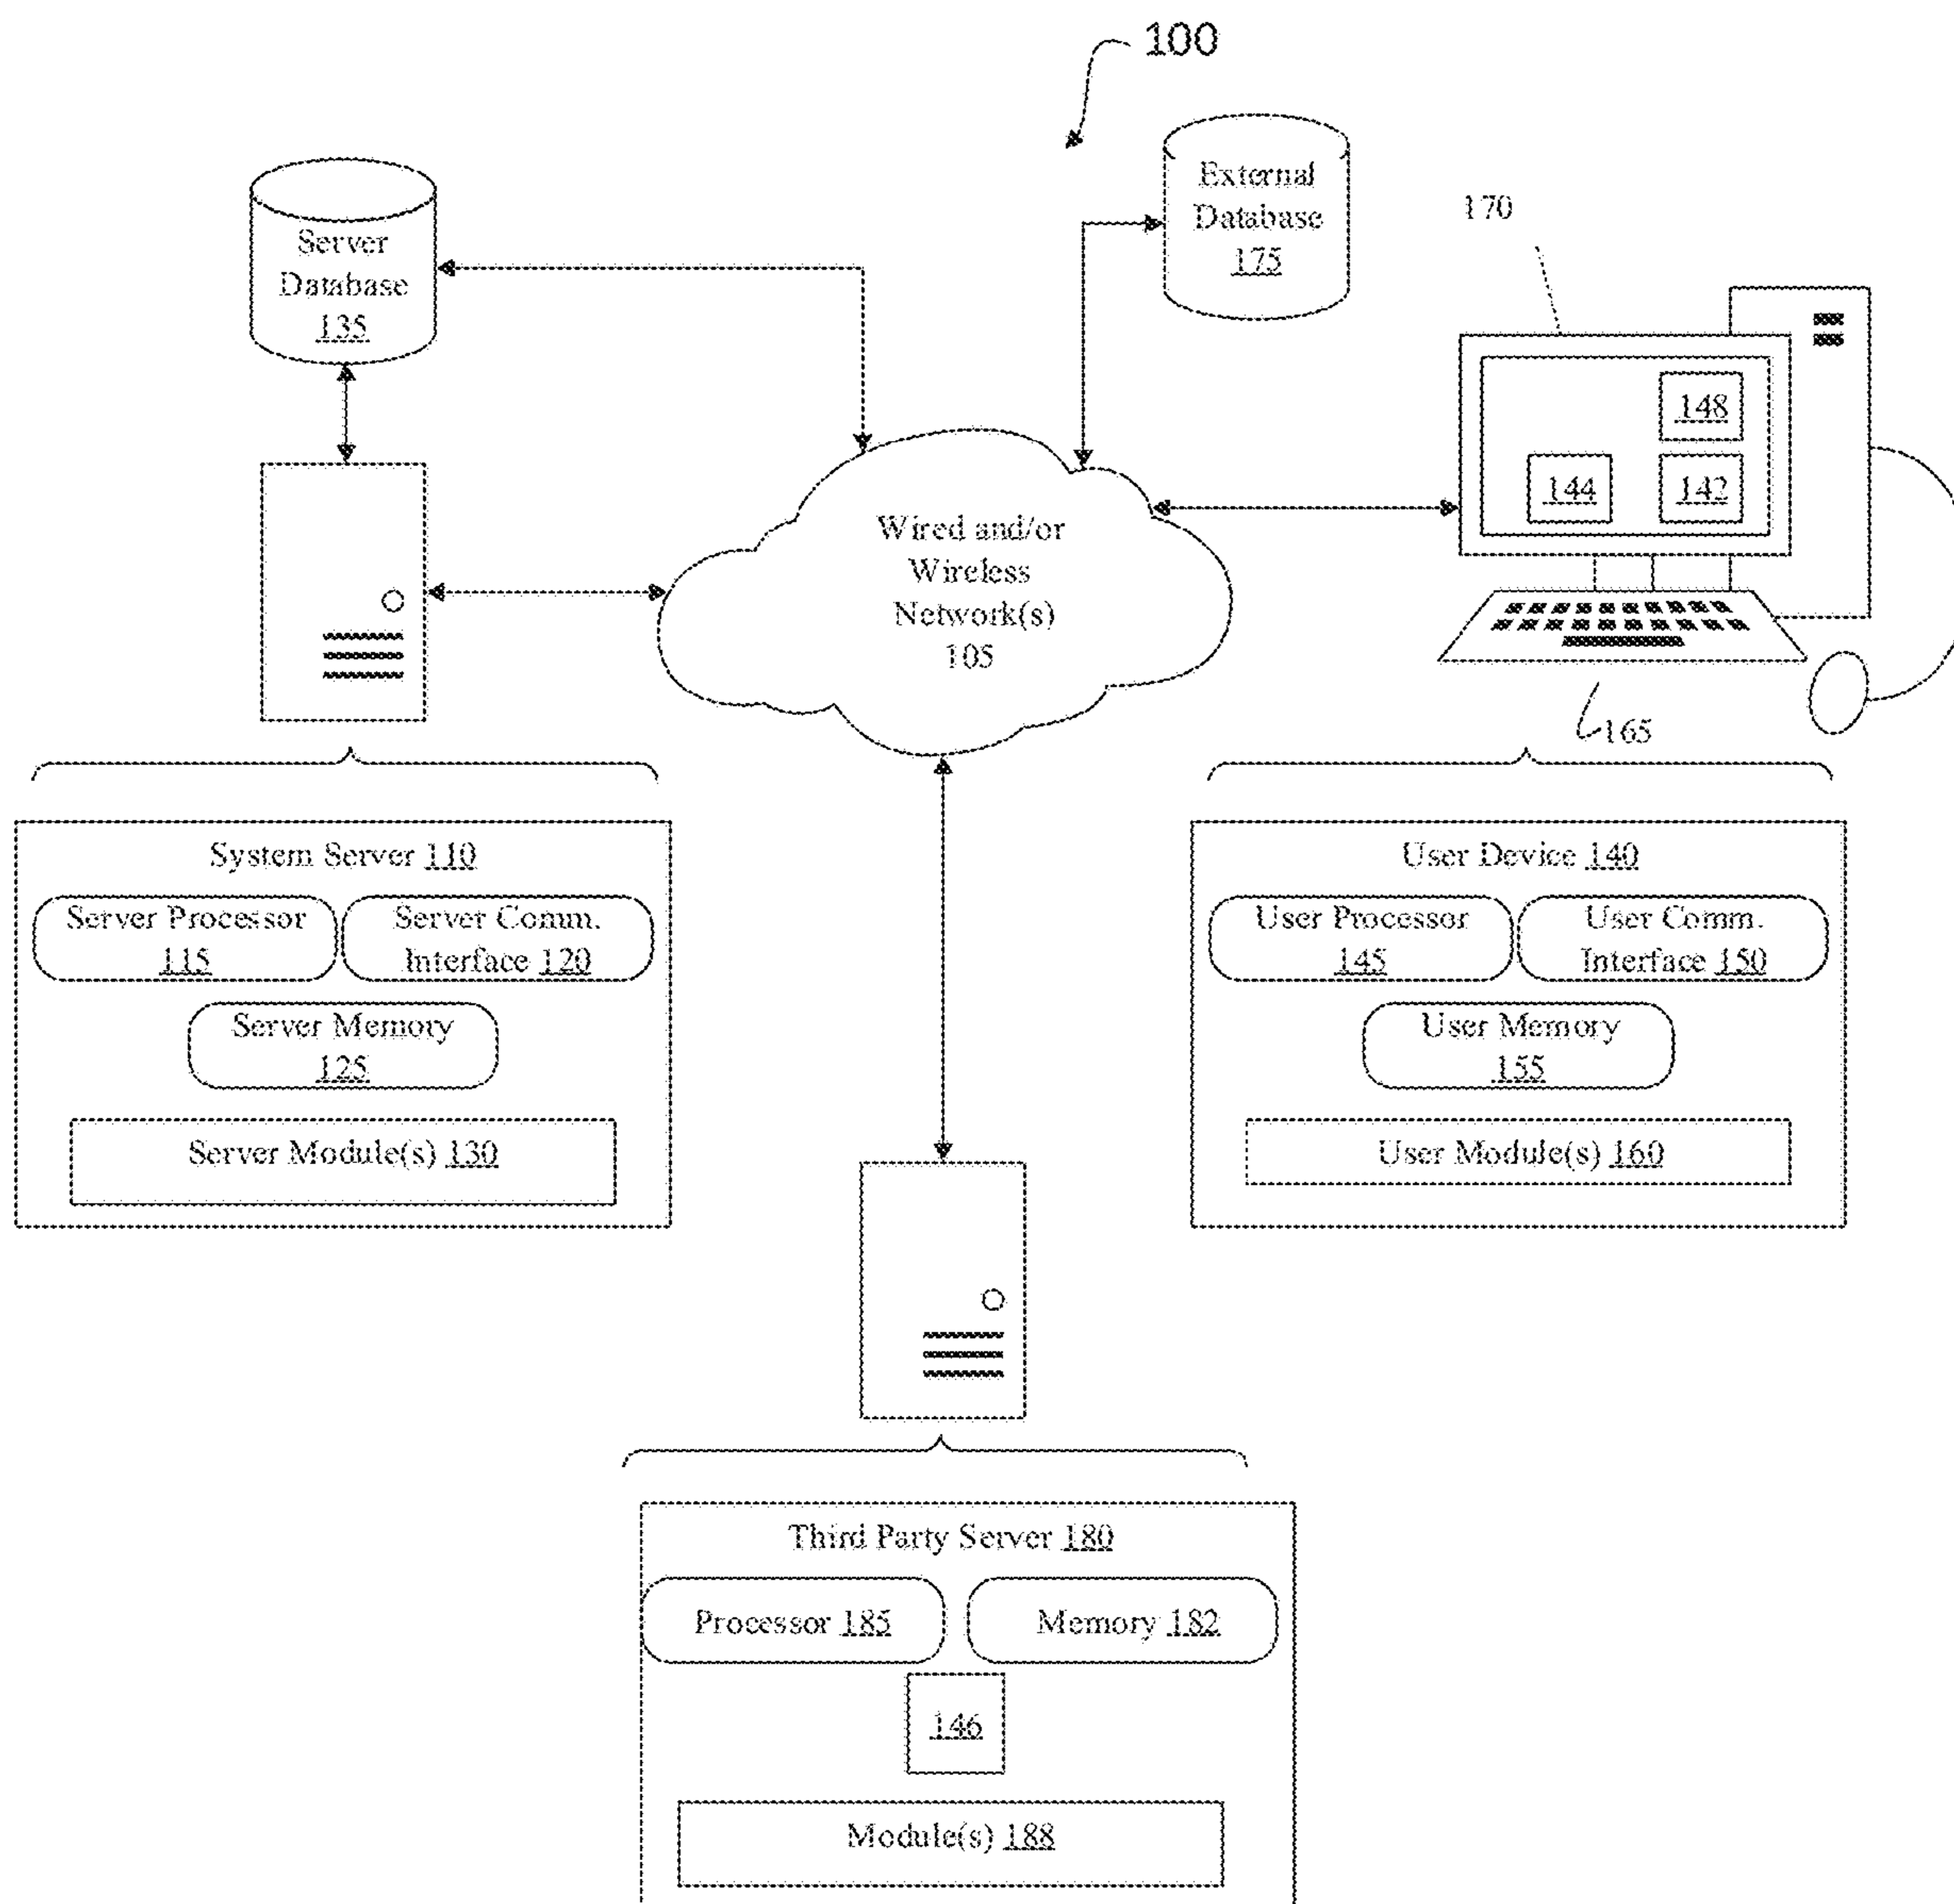 100
External
Database
175
170
Server
Database
135
148
144
142
Wired and/or
Wireless
Network(s)
105
165
System Server 110
Server Processor
115
Server Comm.
Interface 120
Server Memory
125
Server Module(s) 130
User Device 140
User Processor
145
User Comm.
Interface 150
User Memory
155
User Module(s) 160
Third Party Server 180
Processor 185
Memory 182
146
Module(s) 188